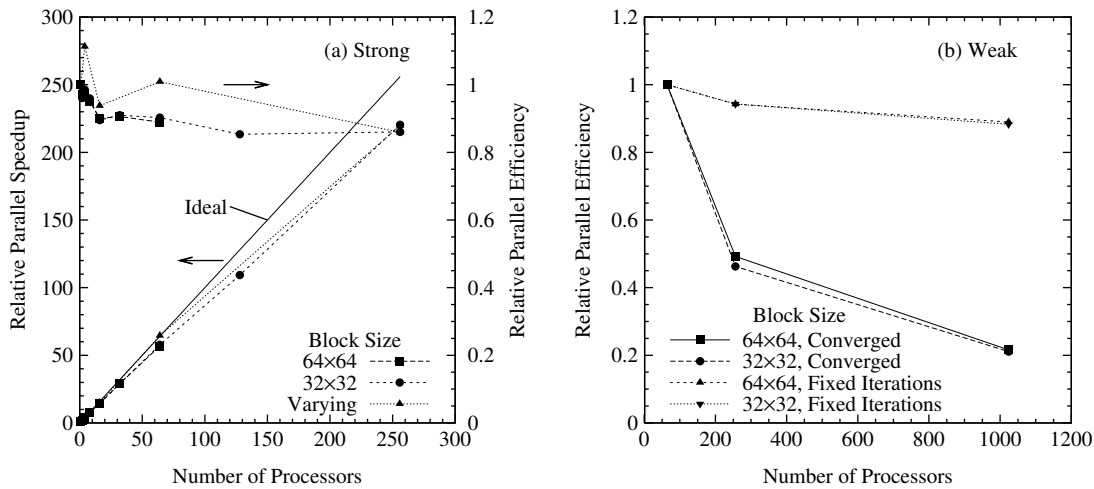 (a) Strong
300
250
200
150
100
50
0
Relative Parallel Speedup
1.2
1
0.8
0.6
0.4
0.2
0
Relative Parallel Efficiency
Ideal
Block Size
64×64
32×32
Varying
0 50 100 150 200 250 300
Number of Processors
(b) Weak
1.2
1
0.8
0.6
0.4
0.2
0
Relative Parallel Efficiency
Block Size
64×64, Converged
32×32, Converged
64×64, Fixed Iterations
32×32, Fixed Iterations
0 200 400 600 800 1000 1200
Number of Processors